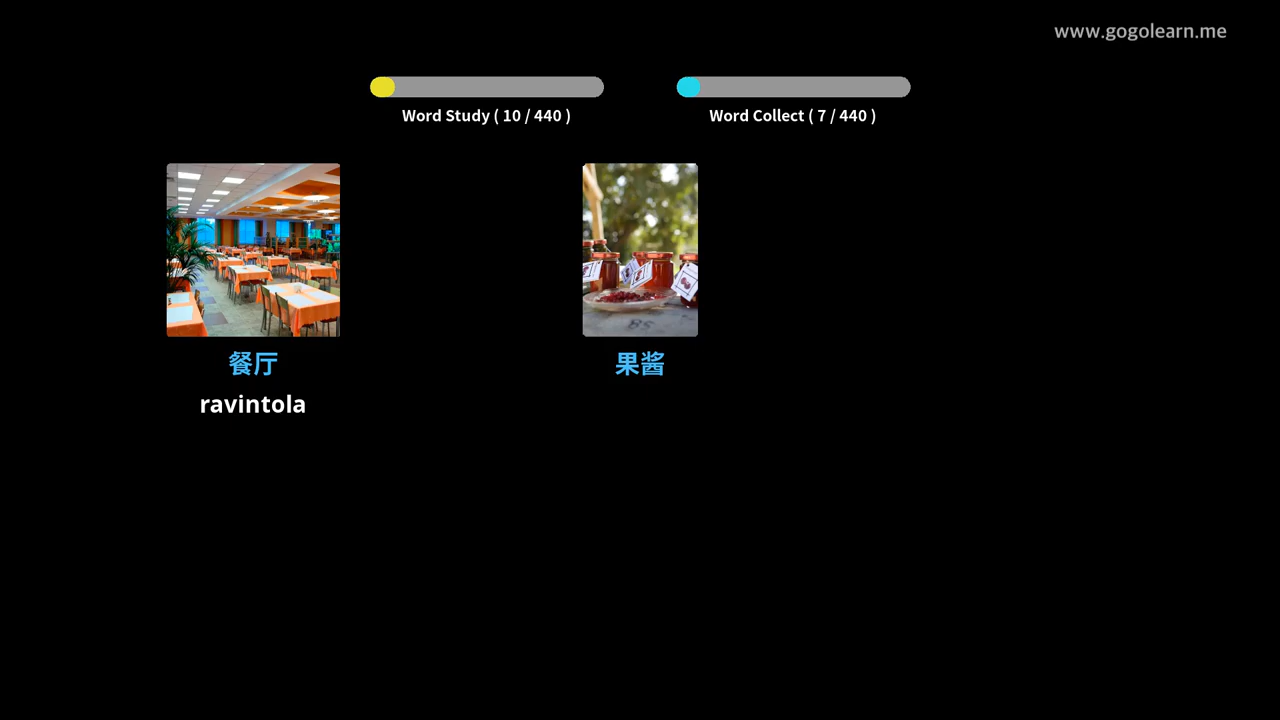 www.gogolearn.me
Word Study ( 10 / 440 )
Word Collect ( 7 / 440 )
餐厅
ravintola
果酱